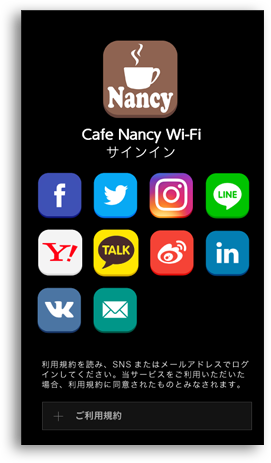 Nancy
Cafe Nancy Wi-Fi
サインイン
f
LINE
Y!
TALK
in
利用規約を読み、SNS またはメールアドレスでログ
インしてください。当サービスをご利用いただいた
場合、利用規約に同意されたものとみなされます。
ご利用規約